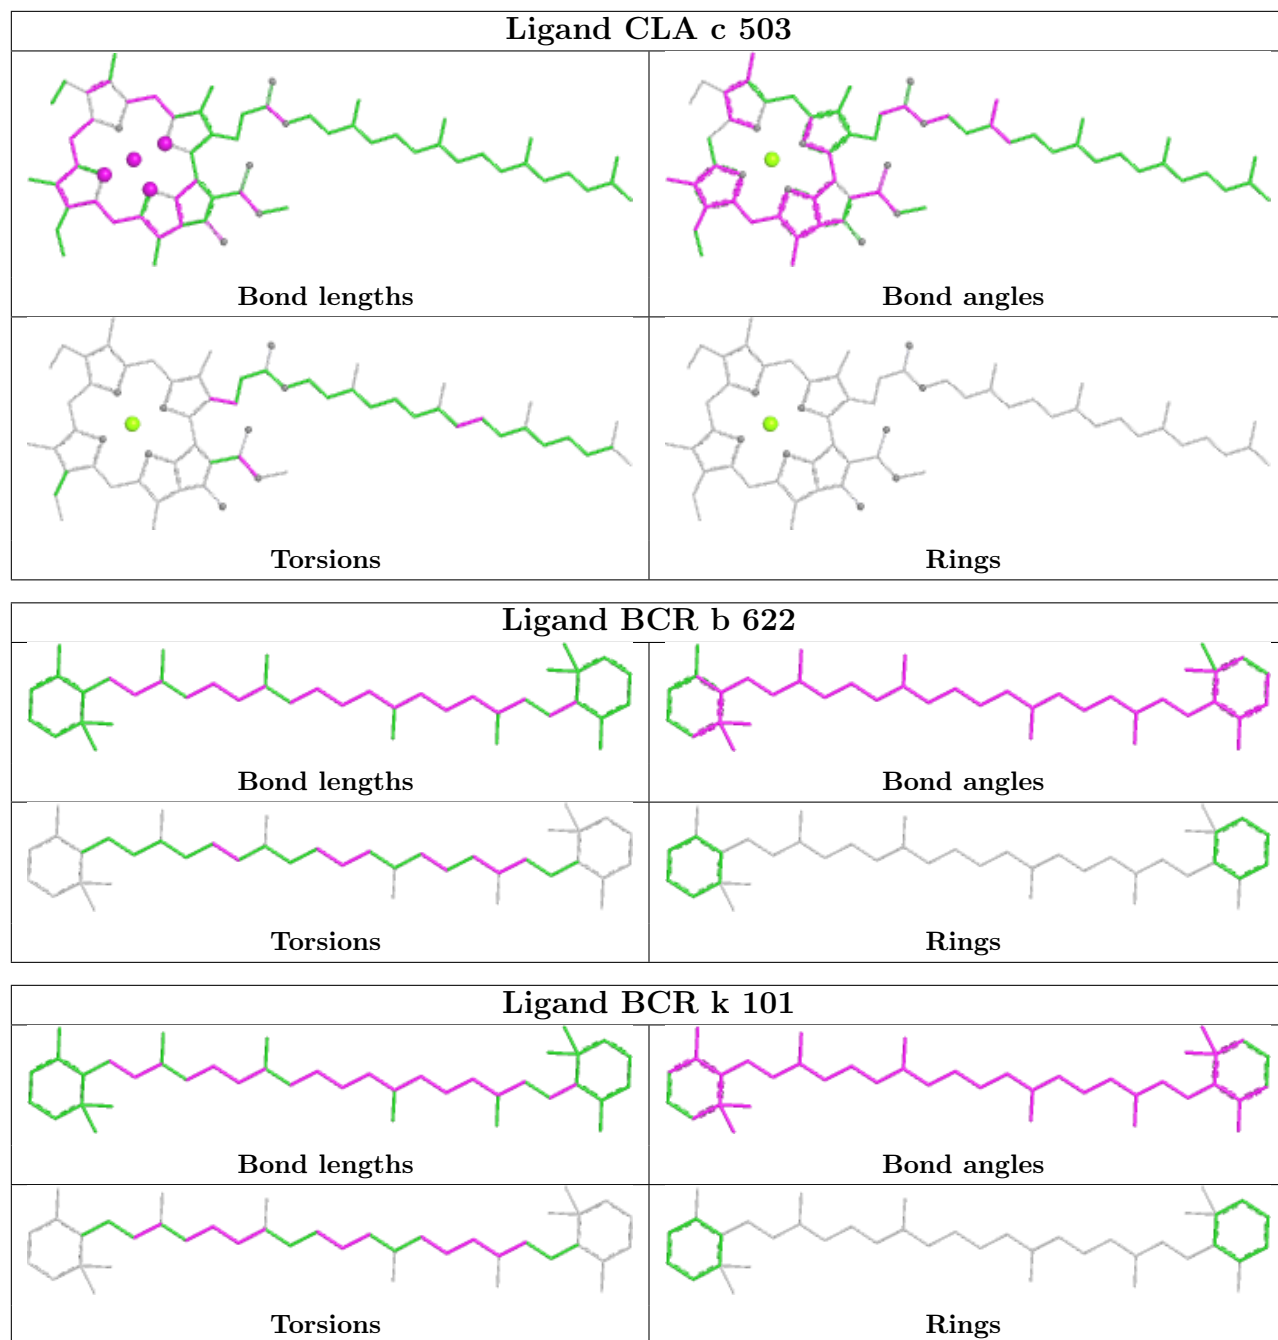 Ligand CLA c 503
Bond lengths
Bond angles
Torsions
Rings
Ligand BCR b 622
Bond lengths
Bond angles
Torsions
Rings
Ligand BCR k 101
Bond lengths
Bond angles
Torsions
Rings